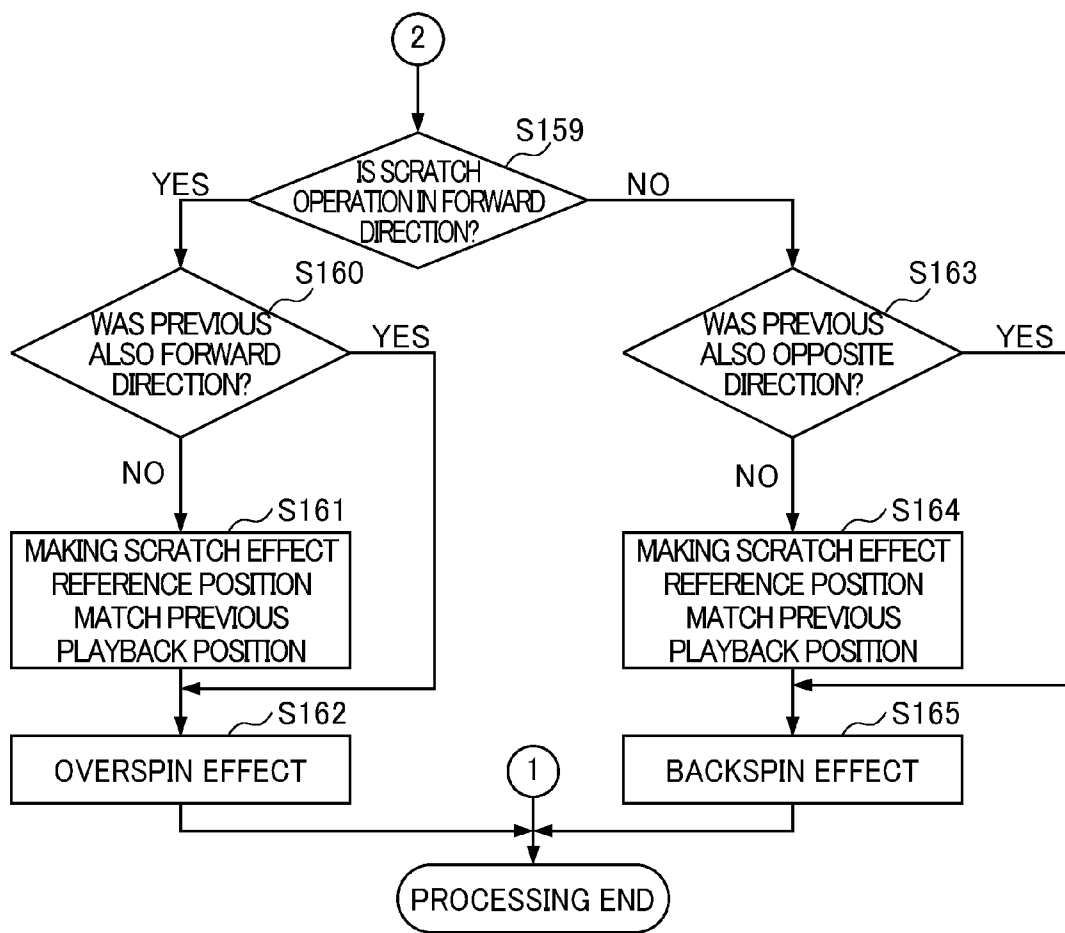 2
S159
IS SCRATCH
OPERATION IN FORWARD
DIRECTION?
YES
NO
S160
WAS PREVIOUS
ALSO FORWARD
DIRECTION?
YES
NO
S163
WAS PREVIOUS
ALSO OPPOSITE
DIRECTION?
YES
NO
S161
MAKING SCRATCH EFFECT
REFERENCE POSITION
MATCH PREVIOUS
PLAYBACK POSITION
S164
MAKING SCRATCH EFFECT
REFERENCE POSITION
MATCH PREVIOUS
PLAYBACK POSITION
S162
OVERSPIN EFFECT
S165
BACKSPIN EFFECT
1
PROCESSING END